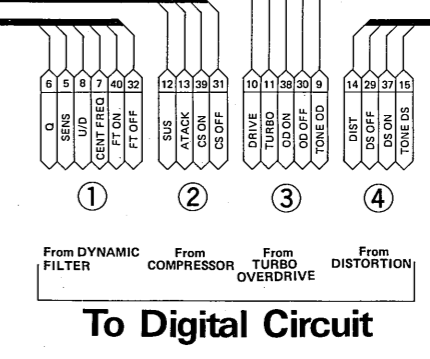 6 5 8 7 40 32 12 13 39 31 10 11 38 30 9 14 29 37 15
Q SENS U/D CENT FREQ FT ON FT OFF SUS ATACK CS ON CS OFF DRIVE TURBO OD ON OD OFF TONE OD DIST DS OFF DS ON TONE DS
① ② ③ ④
From DYNAMIC
FILTER
From
COMPRESSOR
From
TURBO
OVERDRIVE
From
DISTORTION
To Digital Circuit